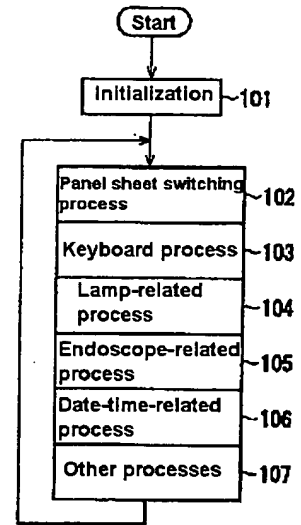 Start
Initialization 101
Panel sheet switching
process 102
Keyboard process 103
Lamp-related
process 104
Endoscope-related
process 105
Date-time-related
process 106
Other processes 107